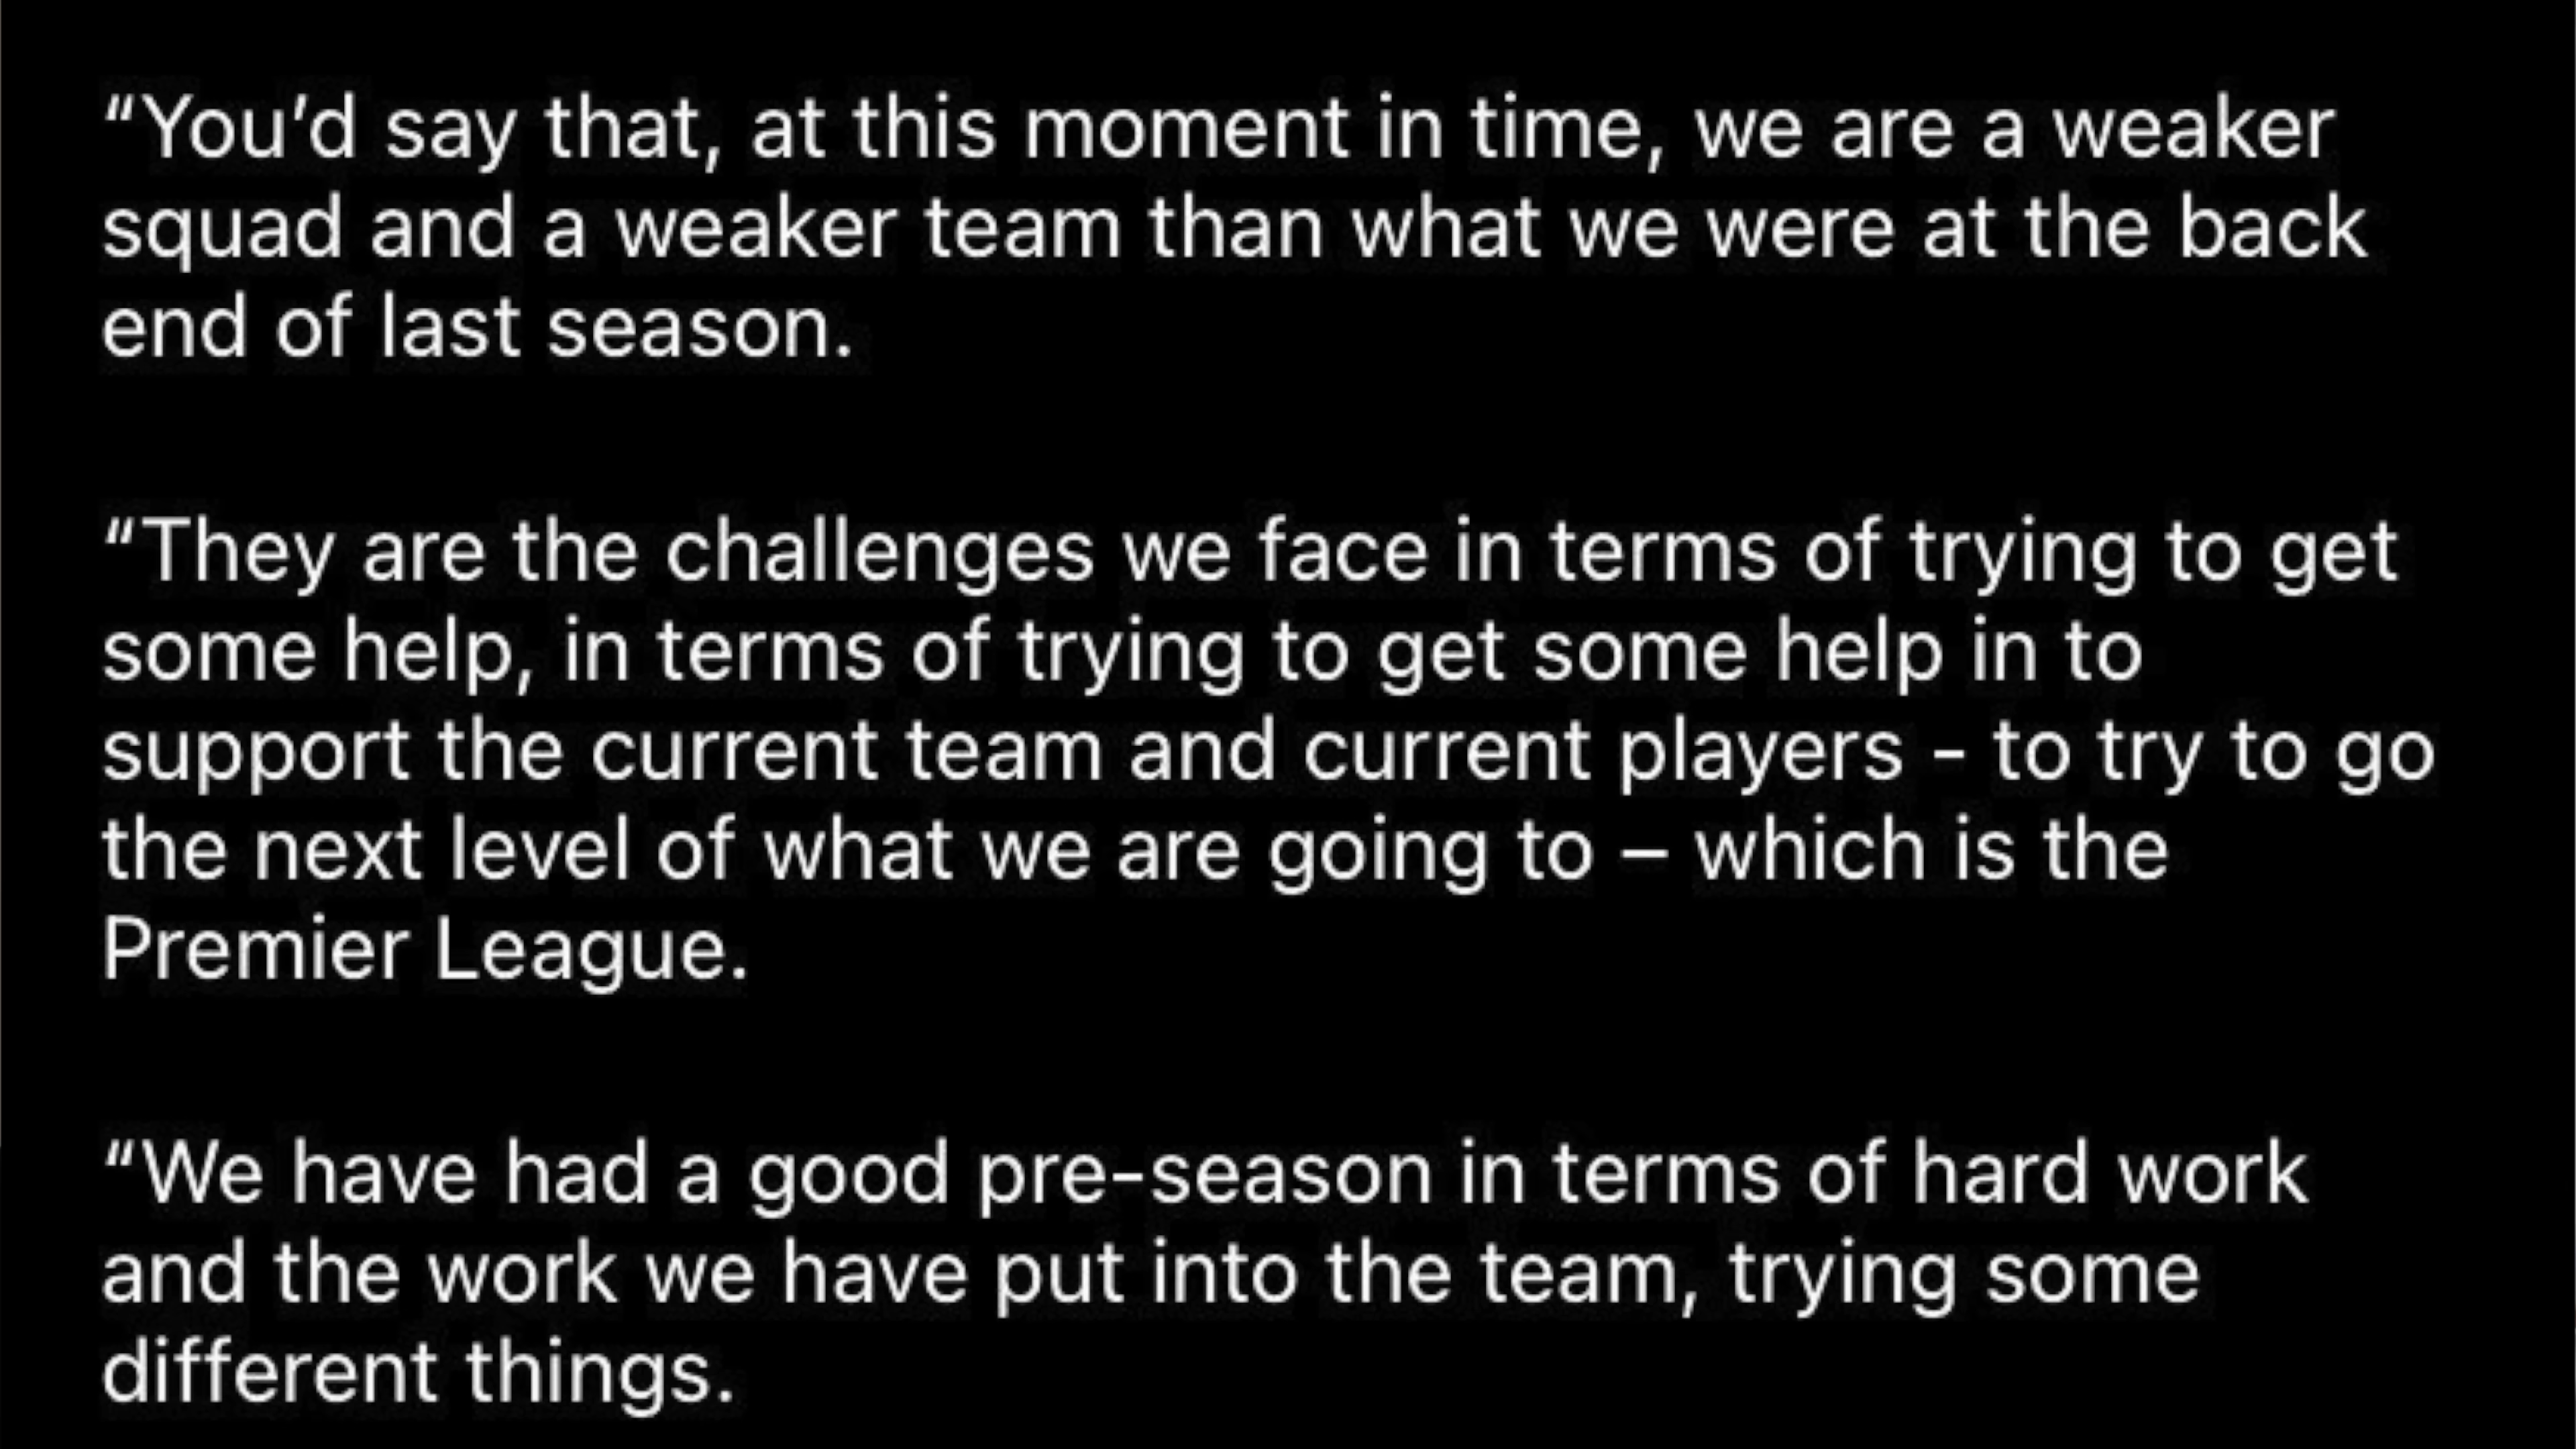 “You’d say that, at this moment in time, we are a weaker
squad and a weaker team than what we were at the back
end of last season.
“They are the challenges we face in terms of trying to get
some help, in terms of trying to get some help in to
support the current team and current players - to try to go
the next level of what we are going to – which is the
Premier League.
“We have had a good pre-season in terms of hard work
and the work we have put into the team, trying some
different things.